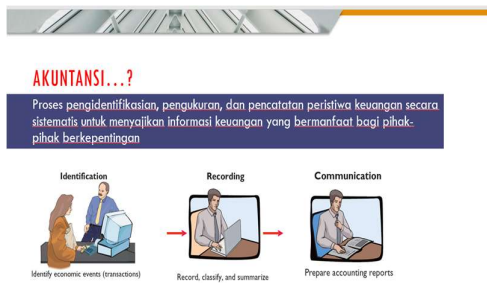 AKUNTANSI...?
Proses pengidentifikasian, pengukuran, dan pencatatan peristiwa keuangan secara
sistematis untuk menyajikan informasi keuangan yang bermanfaat bagi pihak-
pihak berkepentingan
Identification
Recording
Communication
Identify economic events (transactions)
Record, classify, and summarize
Prepare accounting reports